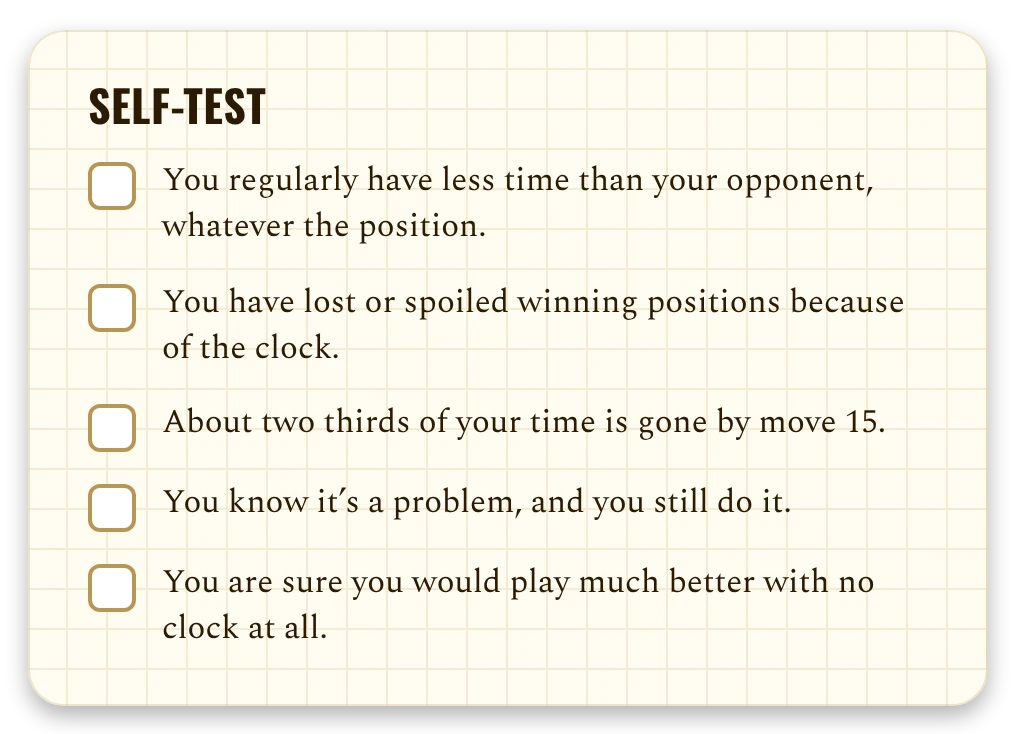 SELF-TEST
You regularly have less time than your opponent,
whatever the position.
You have lost or spoiled winning positions because
of the clock.
About two thirds of your time is gone by move 15.
You know it’s a problem, and you still do it.
You are sure you would play much better with no
clock at all.